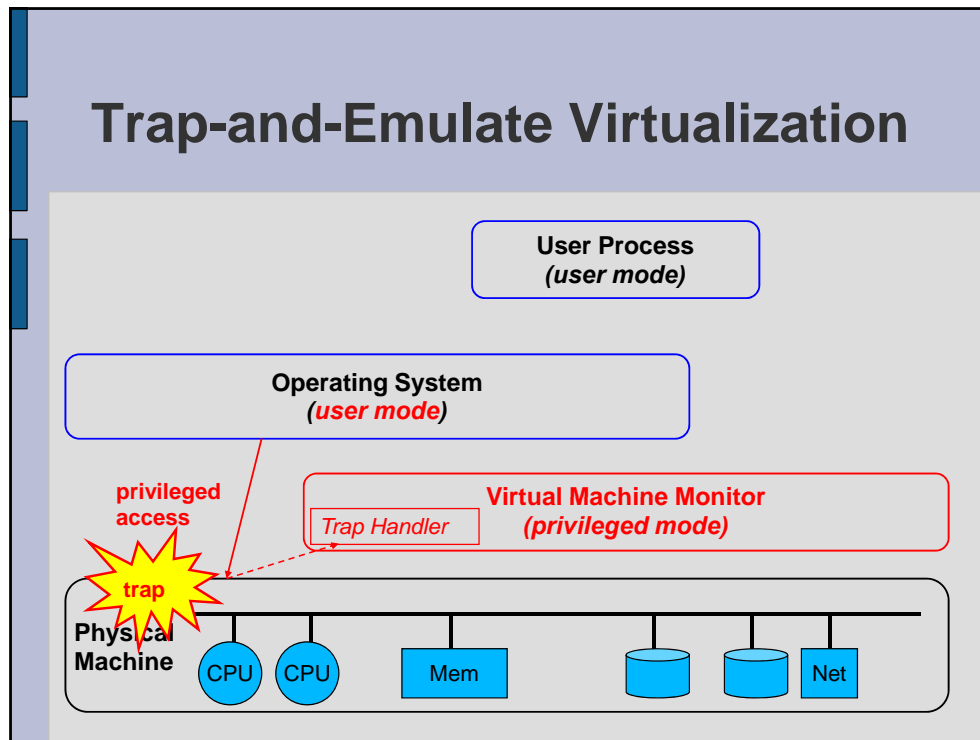 Trap-and-Emulate Virtualization
User Process
(user mode)
Operating System
(user mode)
privileged
access
Virtual Machine Monitor
(privileged mode)
Trap Handler
trap
Physical
Machine
CPU
CPU
Mem
Net